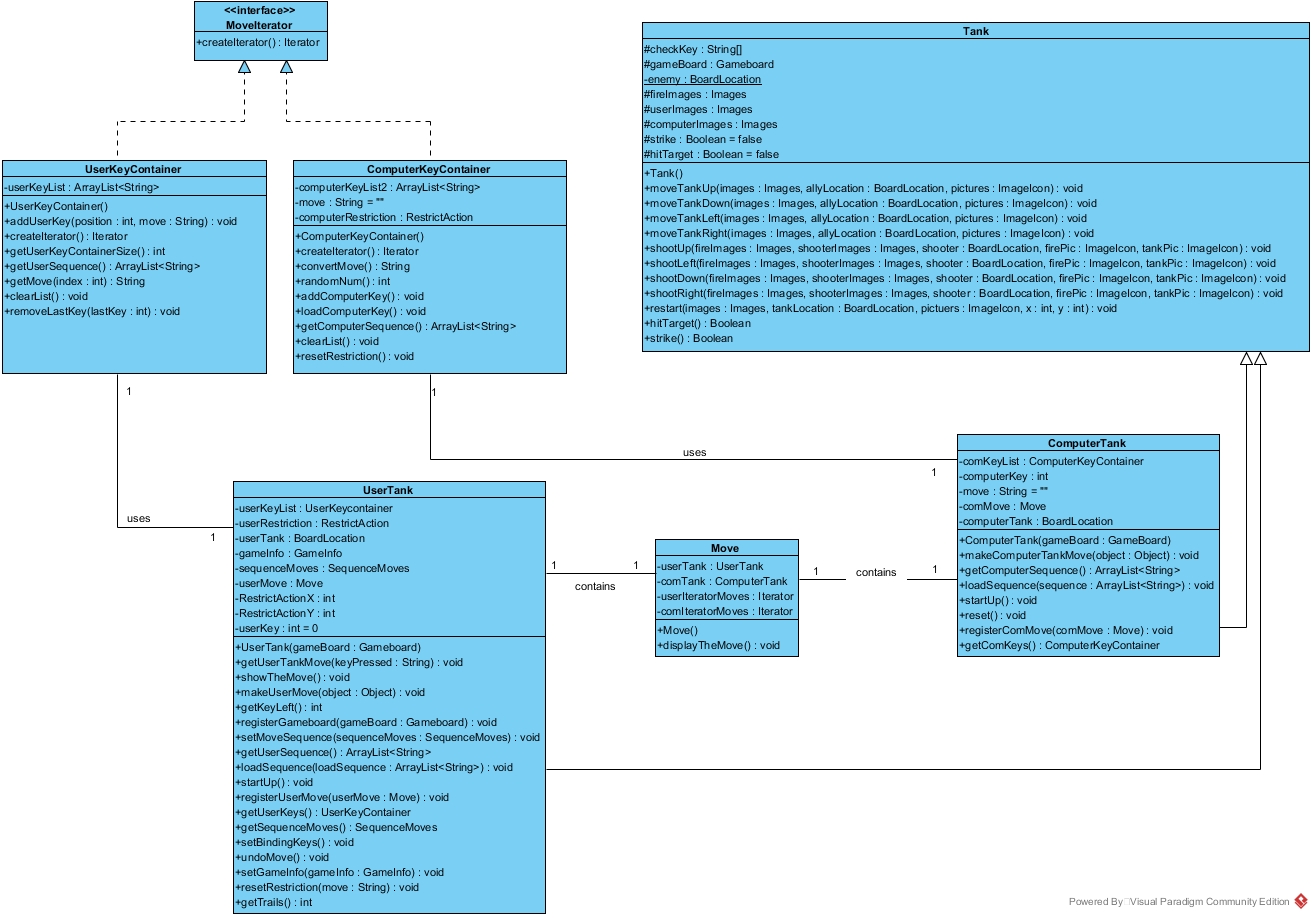 <<interface>>
MoveIterator
+createIterator() : Iterator
Tank
#checkKey : String[]
#gameBoard : Gameboard
-enemy : BoardLocation
#fireImages : Images
#userImages : Images
#computerImages : Images
#strike : Boolean = false
#hitTarget : Boolean = false
+Tank()
+moveTankUp(images : Images, allyLocation : BoardLocation, pictures : ImageIcon) : void
+moveTankDown(images : Images, allyLocation : BoardLocation, pictures : ImageIcon) : void
+moveTankLeft(images : Images, allyLocation : BoardLocation, pictures : ImageIcon) : void
+moveTankRight(images : Images, allyLocation : BoardLocation, pictures : ImageIcon) : void
+shootUp(fireImages : Images, shooterImages : Images, shooter : BoardLocation, firePic : ImageIcon, tankPic : ImageIcon) : void
+shootLeft(fireImages : Images, shooterImages : Images, shooter : BoardLocation, firePic : ImageIcon, tankPic : ImageIcon) : void
+shootDown(fireImages : Images, shooterImages : Images, shooter : BoardLocation, firePic : ImageIcon, tankPic : ImageIcon) : void
+shootRight(fireImages : Images, shooterImages : Images, shooter : BoardLocation, firePic : ImageIcon, tankPic : ImageIcon) : void
+restart(images : Images, tankLocation : BoardLocation, pictuers : ImageIcon, x : int, y : int) : void
+hitTarget() : Boolean
+strike() : Boolean
UserKeyContainer
-userKeyList : ArrayList<String>
+UserKeyContainer()
+addUserKey(position : int, move : String) : void
+createIterator() : Iterator
+getUserKeyContainerSize() : int
+getUserSequence() : ArrayList<String>
+getMove(index : int) : String
+clearList() : void
+removeLastKey(lastKey : int) : void
ComputerKeyContainer
-computerKeyList2 : ArrayList<String>
-move : String = ""
-computerRestriction : RestrictAction
+ComputerKeyContainer()
+createIterator() : Iterator
+convertMove() : String
+randomNum() : int
+addComputerKey() : void
+loadComputerKey() : void
+getComputerSequence() : ArrayList<String>
+clearList() : void
+resetRestriction() : void
1
1
uses
1
uses
1
UserTank
-userKeyList : UserKeycontainer
-userRestriction : RestrictAction
-userTank : BoardLocation
-gameInfo : GameInfo
-sequenceMoves : SequenceMoves
-userMove : Move
-RestrictActionX : int
-RestrictActionY : int
-userKey : int = 0
+UserTank(gameBoard : Gameboard)
+getUserTankMove(keyPressed : String) : void
+showTheMove() : void
+makeUserMove(object : Object) : void
+getKeyLeft() : int
+registerGameboard(gameBoard : Gameboard) : void
+setMoveSequence(sequenceMoves : SequenceMoves) : void
+getUserSequence() : ArrayList<String>
+loadSequence(loadSequence : ArrayList<String>) : void
+startUp() : void
+registerUserMove(userMove : Move) : void
+getUserKeys() : UserKeyContainer
+getSequenceMoves() : SequenceMoves
+setBindingKeys() : void
+undoMove() : void
+setGameInfo(gameInfo : GameInfo) : void
+resetRestriction(move : String) : void
+getTrails() : int
1
1
contains
Move
-userTank : UserTank
-comTank : ComputerTank
-userIteratorMoves : Iterator
-comIteratorMoves : Iterator
+Move()
+displayTheMove() : void
1
contains
1
ComputerTank
-comKeyList : ComputerKeyContainer
-computerKey : int
-move : String = ""
-comMove : Move
-computerTank : BoardLocation
+ComputerTank(gameBoard : GameBoard)
+makeComputerTankMove(object : Object) : void
+getComputerSequence() : ArrayList<String>
+loadSequence(sequence : ArrayList<String>) : void
+startUp() : void
+reset() : void
+registerComMove(comMove : Move) : void
+getComKeys() : ComputerKeyContainer
Powered By Visual Paradigm Community Edition